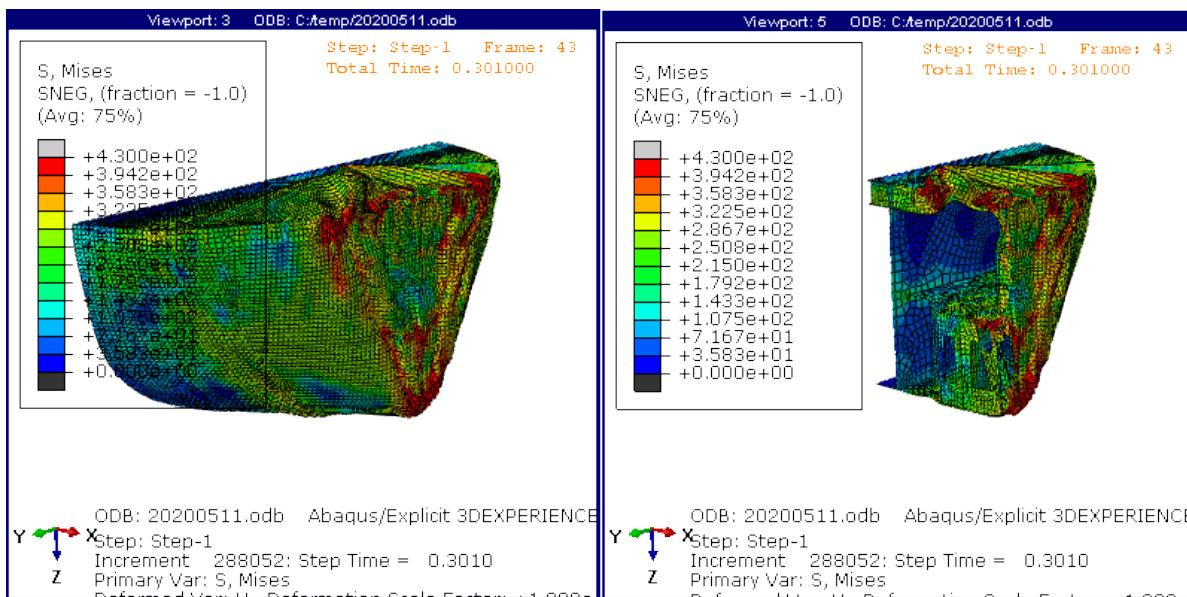 Viewport: 3 ODB: C:/temp/20200511.odb
Step: Step-1 Frame: 43
Total Time: 0.301000
S, Mises
SNEG, (fraction = -1.0)
(Avg: 75%)
+4.300e+02
+3.942e+02
+3.583e+02
+3.225e+02
+0.000e+00
ODB: 20200511.odb Abaqus/Explicit 3DEXPERIENCE
Y X
Step: Step-1
Increment 288052: Step Time = 0.3010
Z
Primary Var: S, Mises
Viewport: 5 ODB: C:/temp/20200511.odb
Step: Step-1 Frame: 43
Total Time: 0.301000
S, Mises
SNEG, (fraction = -1.0)
(Avg: 75%)
+4.300e+02
+3.942e+02
+3.583e+02
+3.225e+02
+2.867e+02
+2.508e+02
+2.150e+02
+1.792e+02
+1.433e+02
+1.075e+02
+7.167e+01
+3.583e+01
+0.000e+00
ODB: 20200511.odb Abaqus/Explicit 3DEXPERIENCE
Y X
Step: Step-1
Increment 288052: Step Time = 0.3010
Z
Primary Var: S, Mises